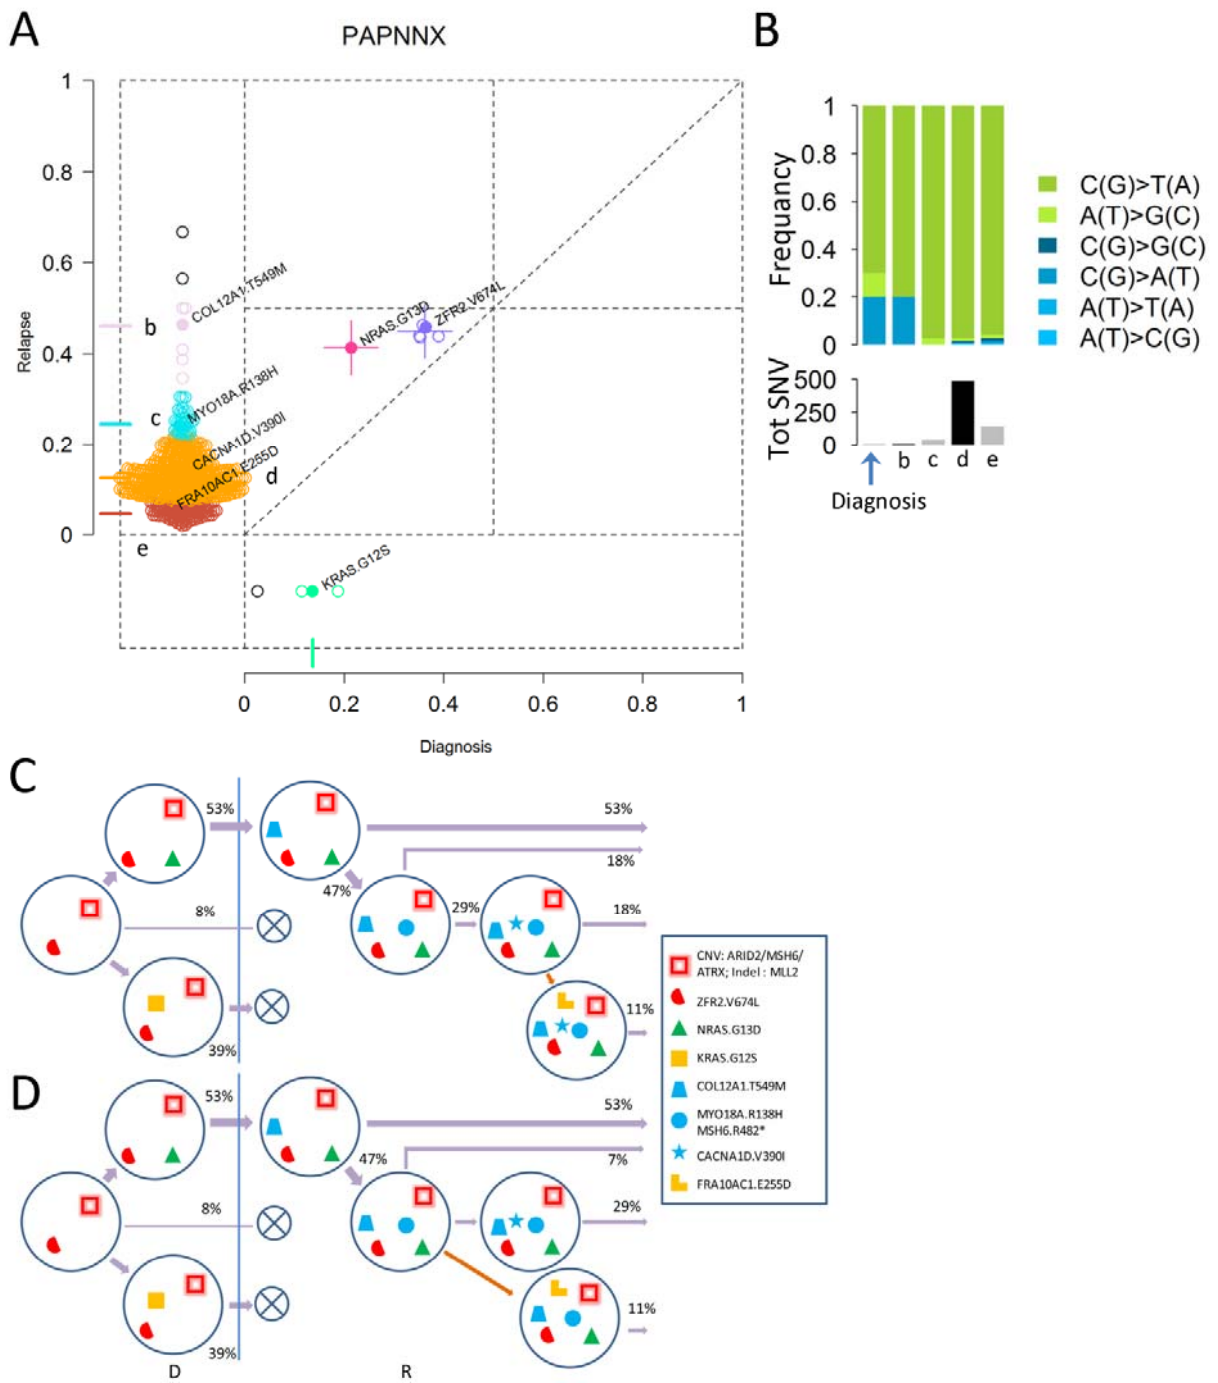 A
PAPNNX
B
1
0.8
0.6
0.4
0.2
0
Relapse
b
c
d
e
COL12A1.T549M
MYO18A.R138H
CACNA1D.V390I
FRA10AC1.E255D
NRAS.G13D
ZFR2.V674L
KRAS.G12S
0
0.2
0.4
0.6
0.8
1
Diagnosis
Frequancy
1
0.8
0.6
0.4
0.2
0
C(G)>T(A)
A(T)>G(C)
C(G)>G(C)
C(G)>A(T)
A(T)>T(A)
A(T)>C(G)
Tot SNV
500
250
0
b
c
d
e
Diagnosis
C
53%
8%
39%
47%
29%
53%
18%
18%
11%
CNV: ARID2/MSH6/
ATRX; Indel : MLL2
ZFR2.V674L
NRAS.G13D
KRAS.G12S
COL12A1.T549M
MYO18A.R138H
MSH6.R482*
CACNA1D.V390I
FRA10AC1.E255D
D
53%
8%
39%
47%
53%
7%
29%
11%
D
R